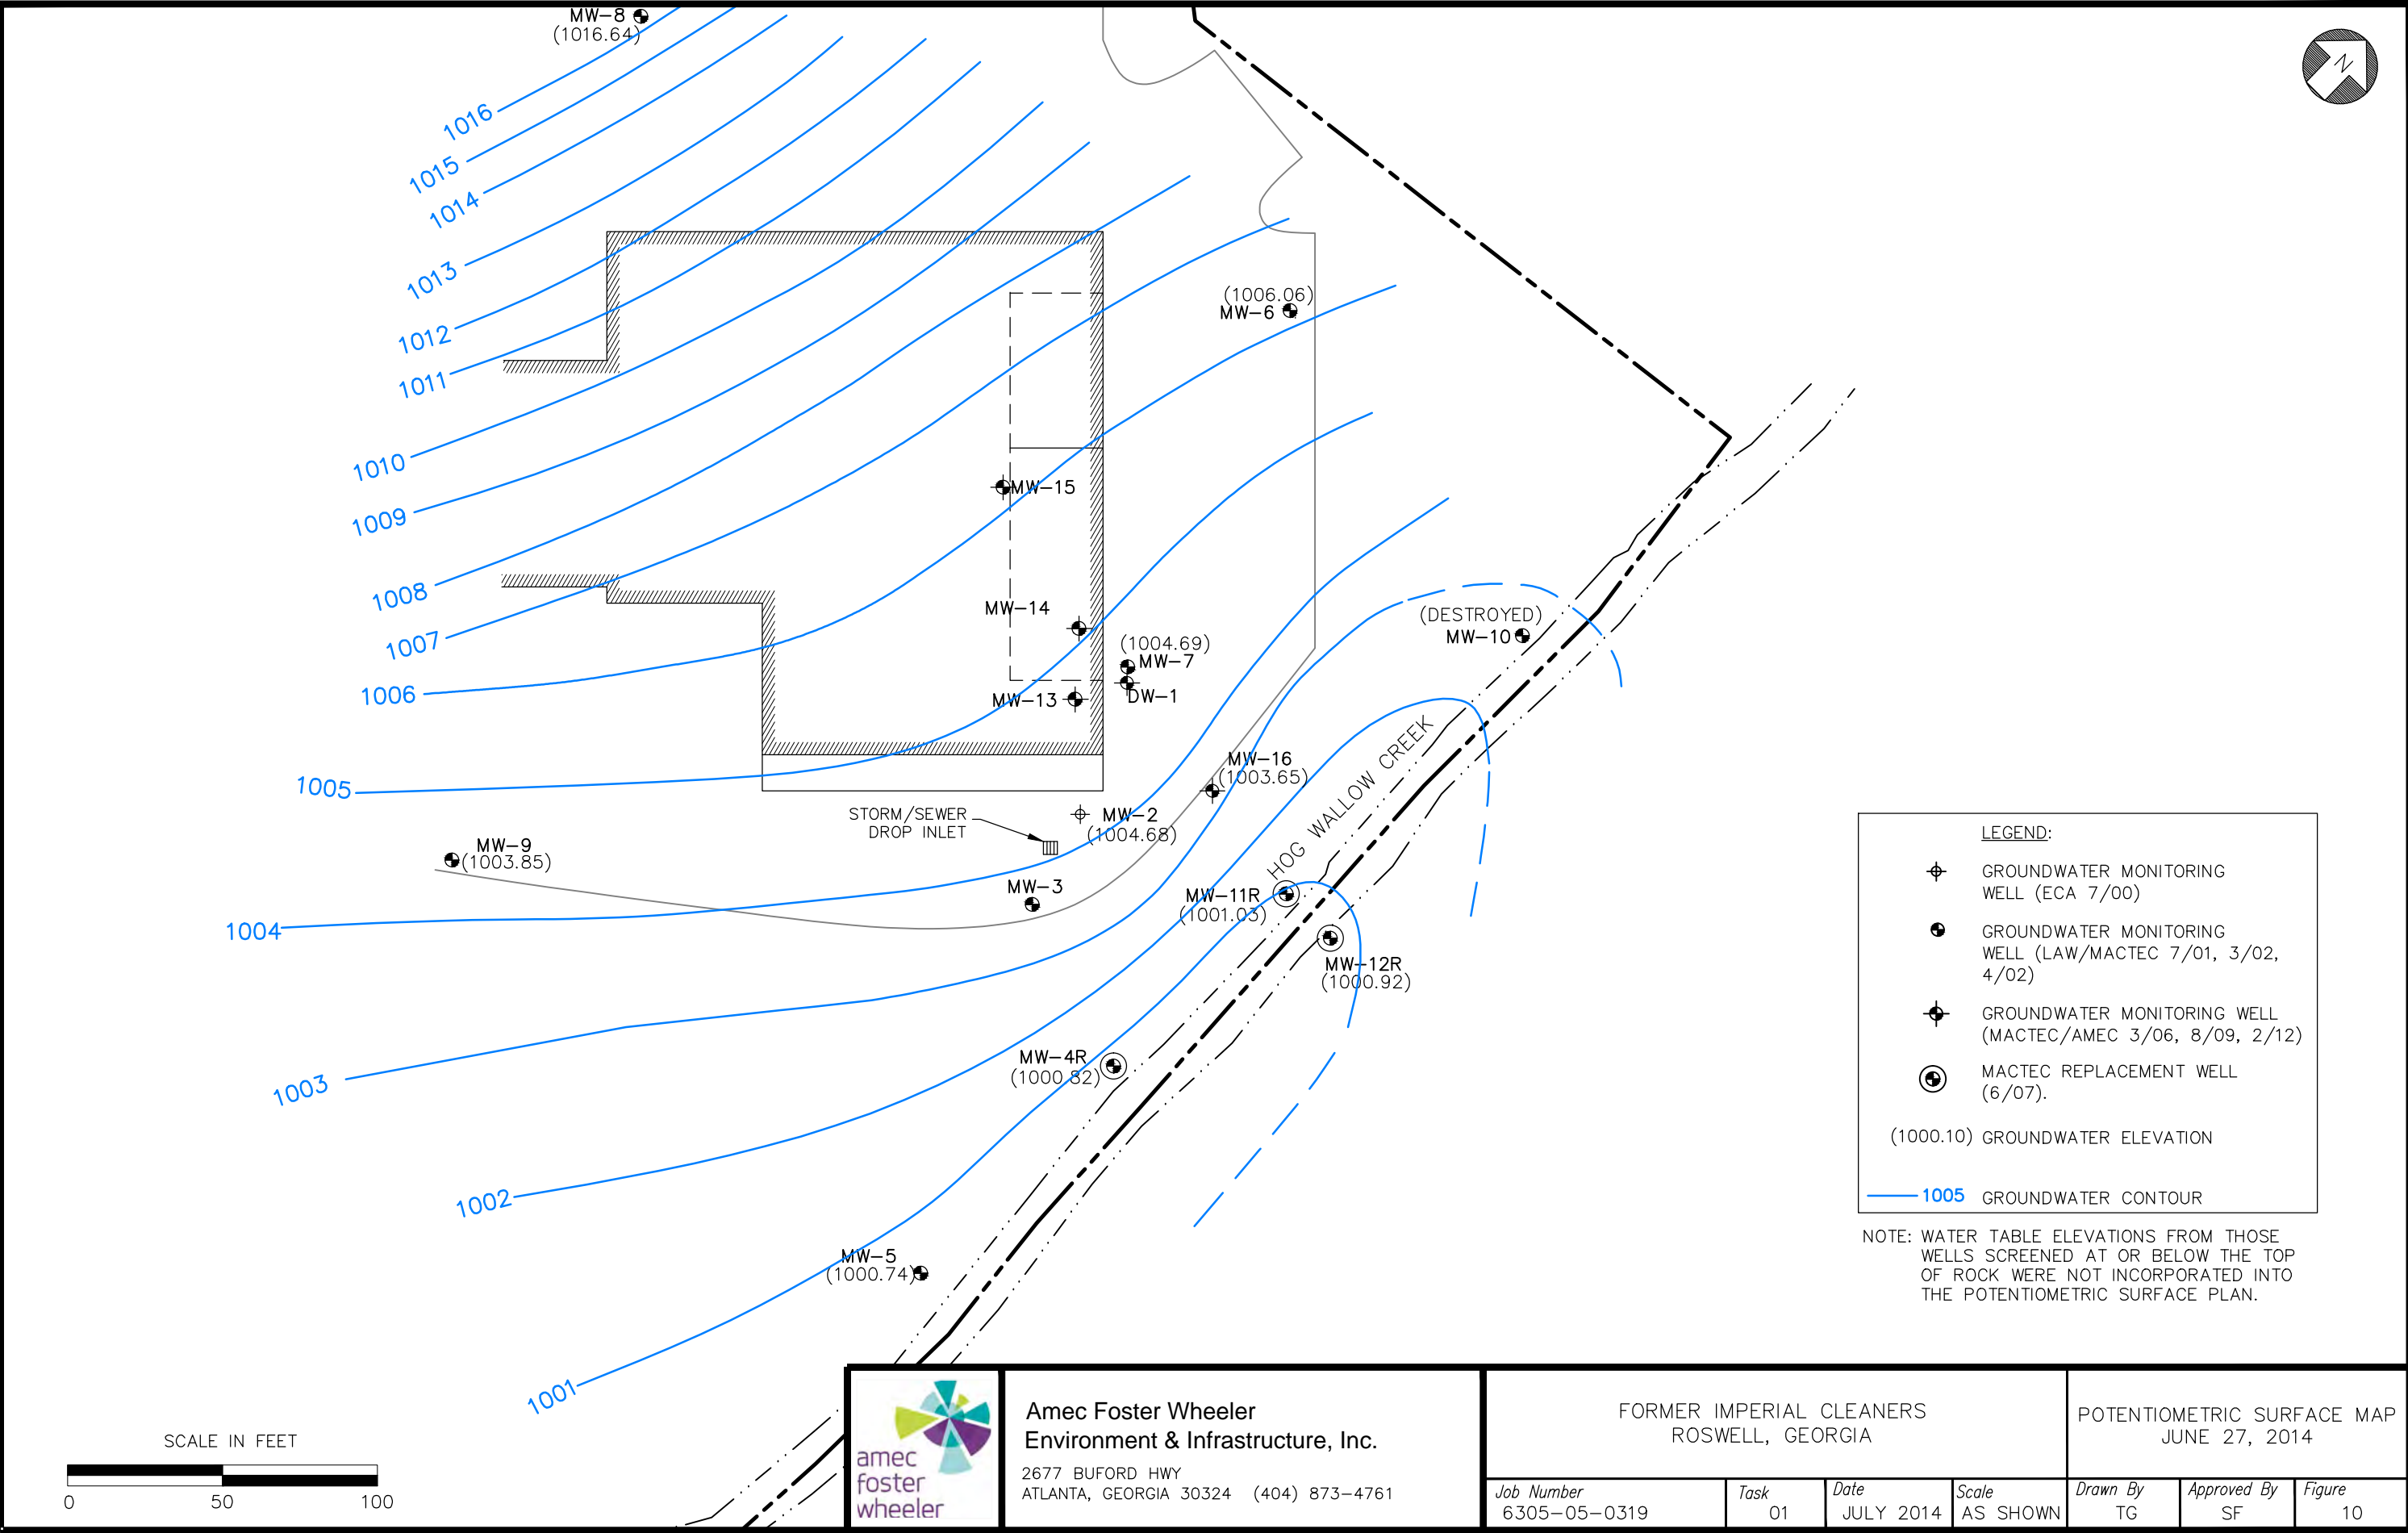 MW-8
(1016.64)
N
1016
1015
1014
1013
1012
1011
1010
1009
1008
1007
1006
1005
1004
1003
1002
1001
(1006.06)
MW-6
MW-15
MW-14
(1004.69)
MW-7
MW-13
DW-1
(DESTROYED)
MW-10
MW-16
(1003.65)
HOG WALLOW CREEK
STORM/SEWER
DROP INLET
MW-2
(1004.68)
MW-9
(1003.85)
MW-3
MW-11R
(1001.03)
MW-12R
(1000.92)
MW-4R
(1000.82)
MW-5
(1000.74)
LEGEND:
GROUNDWATER MONITORING
WELL (ECA 7/00)
GROUNDWATER MONITORING
WELL (LAW/MACTEC 7/01, 3/02,
4/02)
GROUNDWATER MONITORING WELL
(MACTEC/AMEC 3/06, 8/09, 2/12)
MACTEC REPLACEMENT WELL
(6/07).
(1000.10) GROUNDWATER ELEVATION
1005 GROUNDWATER CONTOUR
NOTE: WATER TABLE ELEVATIONS FROM THOSE
WELLS SCREENED AT OR BELOW THE TOP
OF ROCK WERE NOT INCORPORATED INTO
THE POTENTIOMETRIC SURFACE PLAN.
SCALE IN FEET
0 50 100
amec
foster
wheeler
Amec Foster Wheeler
Environment & Infrastructure, Inc.
2677 BUFORD HWY
ATLANTA, GEORGIA 30324 (404) 873-4761
FORMER IMPERIAL CLEANERS
ROSWELL, GEORGIA
POTENTIOMETRIC SURFACE MAP
JUNE 27, 2014
Job Number
6305-05-0319
Task
01
Date
JULY 2014
Scale
AS SHOWN
Drawn By
TG
Approved By
SF
Figure
10